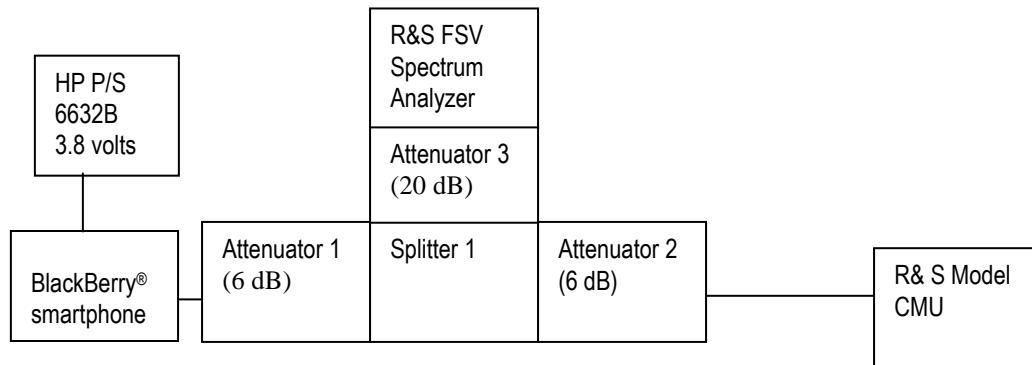 R&S FSV
Spectrum
Analyzer
HP P/S
6632B
3.8 volts
Attenuator 3
(20 dB)
BlackBerry®
smartphone
Attenuator 1
(6 dB)
Splitter 1
Attenuator 2
(6 dB)
R& S Model
CMU